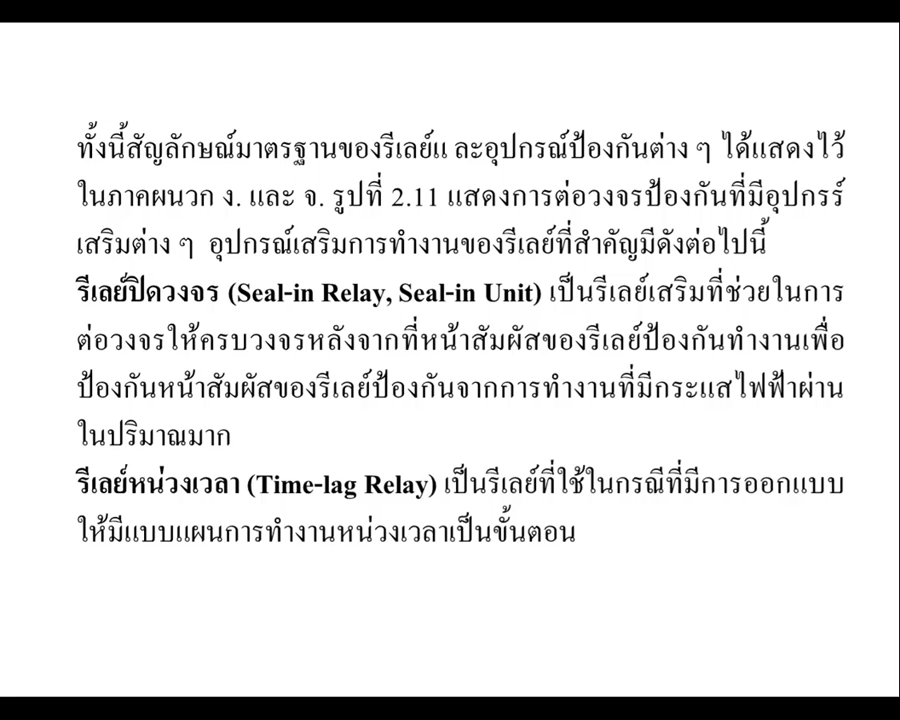 ทั้งนี้สัญลักษณ์มาตรฐานของรีเลย์แ ละอุปกรณ์ป้องกันต่าง ๆ ได้แสดงไว้
ในภาคผนวก ง. และ จ. รูปที่ 2.11 แสดงการต่อวงจรป้องกันที่มีอุปกรร์
เสริมต่าง ๆ อุปกรณ์เสริมการทำงานของรีเลย์ที่สำคัญมีดังต่อไปนี้
รีเลย์ปิดวงจร (Seal-in Relay, Seal-in Unit) เป็นรีเลย์เสริมที่ช่วยในการ
ต่อวงจรให้ครบวงจรหลังจากที่หน้าสัมผัสของรีเลย์ป้องกันทำงานเพื่อ
ป้องกันหน้าสัมผัสของรีเลย์ป้องกันจากการทำงานที่มีกระแสไฟฟ้าผ่าน
ในปริมาณมาก
รีเลย์หน่วงเวลา (Time-lag Relay) เป็นรีเลย์ที่ใช้ในกรณีที่มีการออกแบบ
ให้มีแบบแผนการทำงานหน่วงเวลาเป็นขั้นตอน